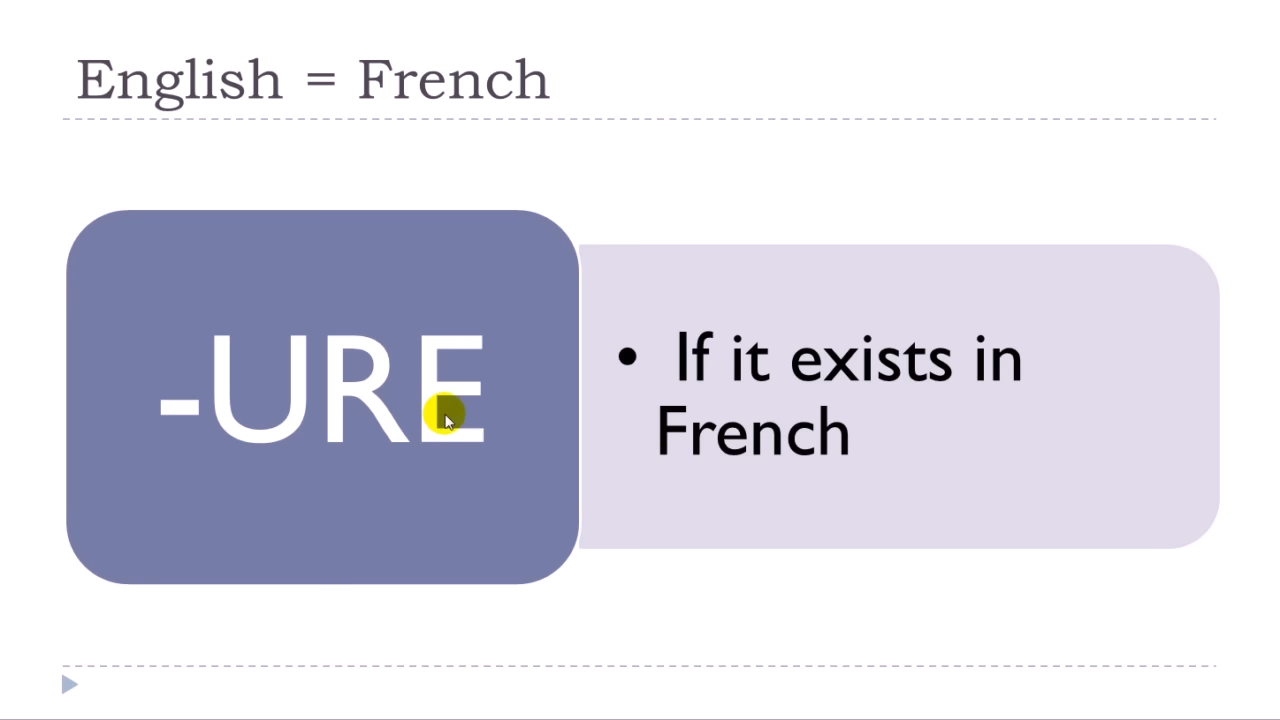 English = French
-URE
• If it exists in
French